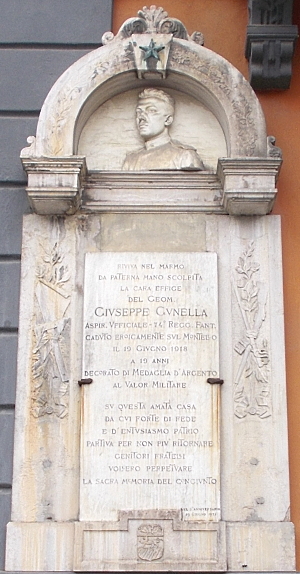 RIVIVA NEL MARMO
DA PATERNA MANO SCOLPITA
LA CARA EFFIGE
DEL GEOM.
GIVSEPPE GVNELLA
ASPIR. VFFICIALE - 74° REGG. FANT.
CADVTO EROICAMENTE SVL MONTELLO
IL 19 GIVGNO 1918
A 19 ANNI
DECORATO DI MEDAGLIA D'ARGENTO
AL VALOR MILITARE
SV QVESTA AMATA CASA
DA CVI FORTE DI FEDE
E D'ENTVSIASMO PATRIO
PARTIVA PER NON PIV RITORNARE
GENITORI FRATELSI
VOLSERO PERPETVARE
LA SACRA MEMORIA DEL CONGIVNTO